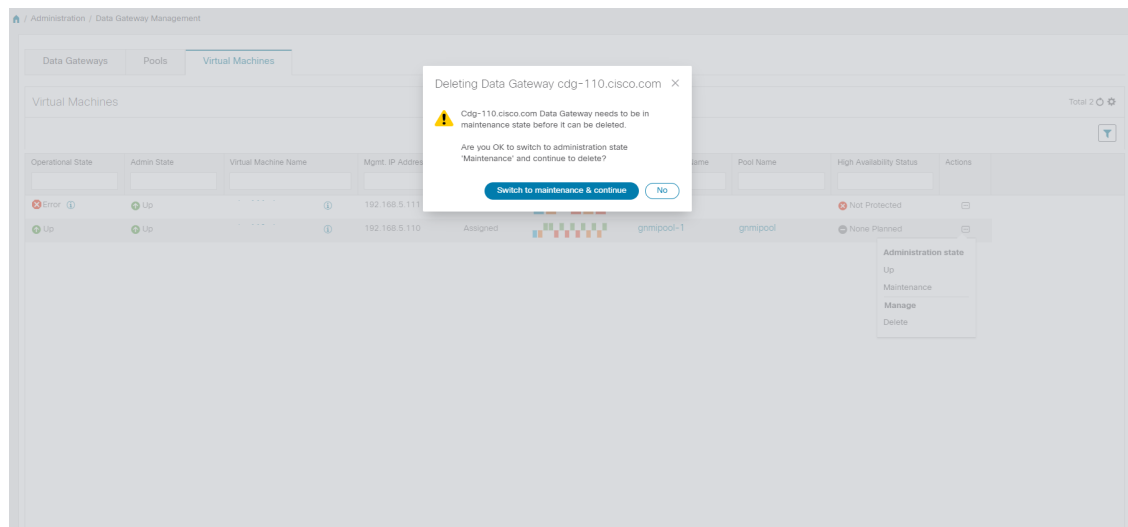 / Administration / Data Gateway Management
Data Gateways Pools Virtual Machines
Virtual Machines
Total 2
Deleting Data Gateway cdg-110.cisco.com ×
Cdg-110.cisco.com Data Gateway needs to be in
maintenance state before it can be deleted.
Are you OK to switch to administration state
'Maintenance' and continue to delete?
Switch to maintenance & continue No
Operational State Admin State Virtual Machine Name Mgmt. IP Addres ame Pool Name High Availability Status Actions
Error Up 192.168.5.111 Not Protected
Up Up 192.168.5.110 Assigned gnmipool-1 gnmipool None Planned
Administration state
Up
Maintenance
Manage
Delete